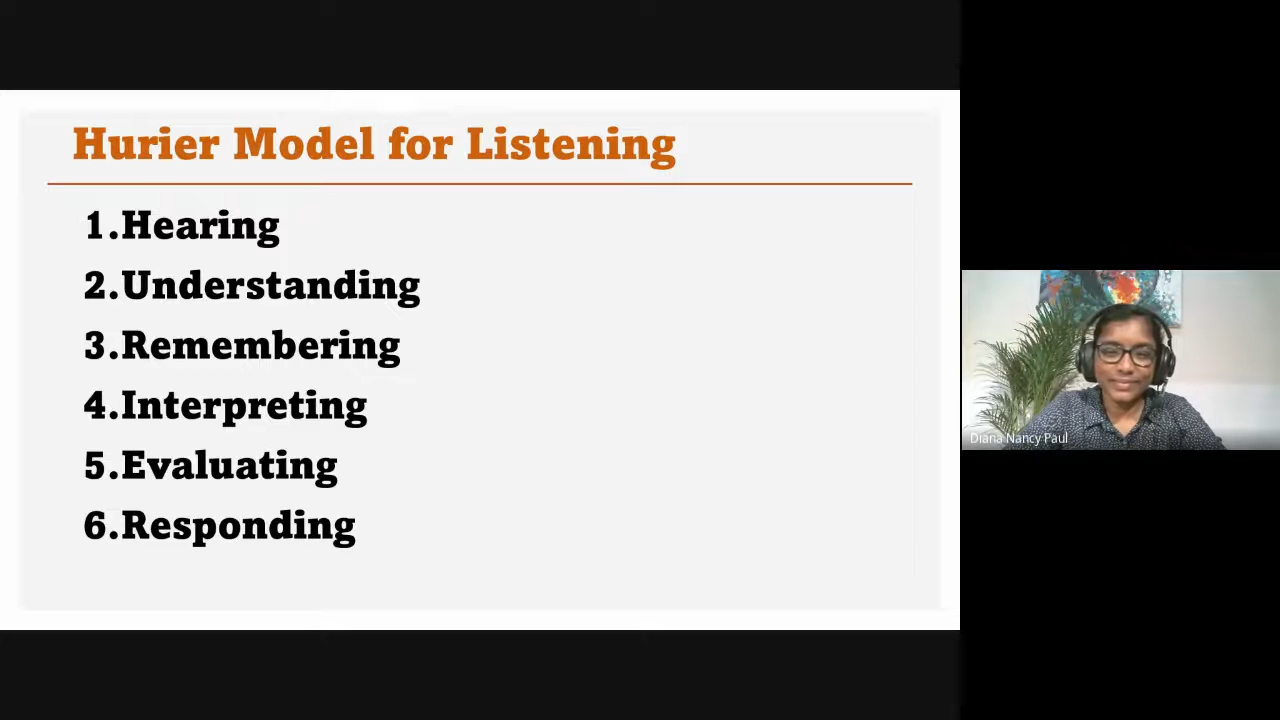 Hurier Model for Listening
1.Hearing
2.Understanding
3.Remembering
4.Interpreting
5.Evaluating
6.Responding
Diana Nancy Paul